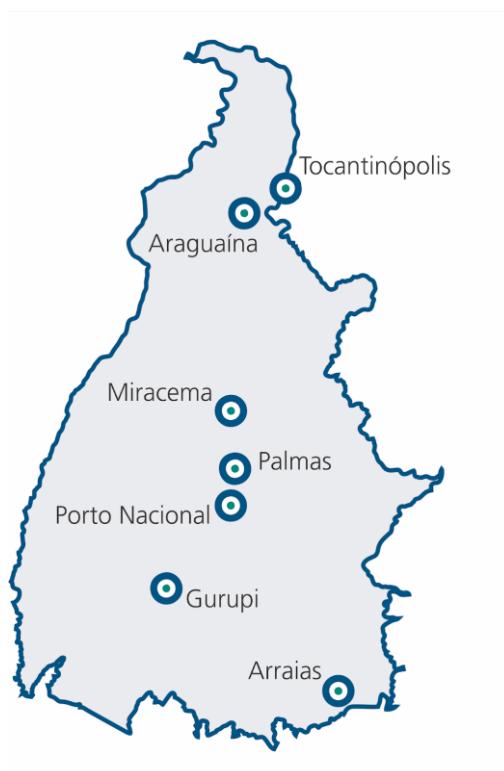 Tocantinópolis
Araguaína
Miracema
Palmas
Porto Nacional
Gurupi
Arraias